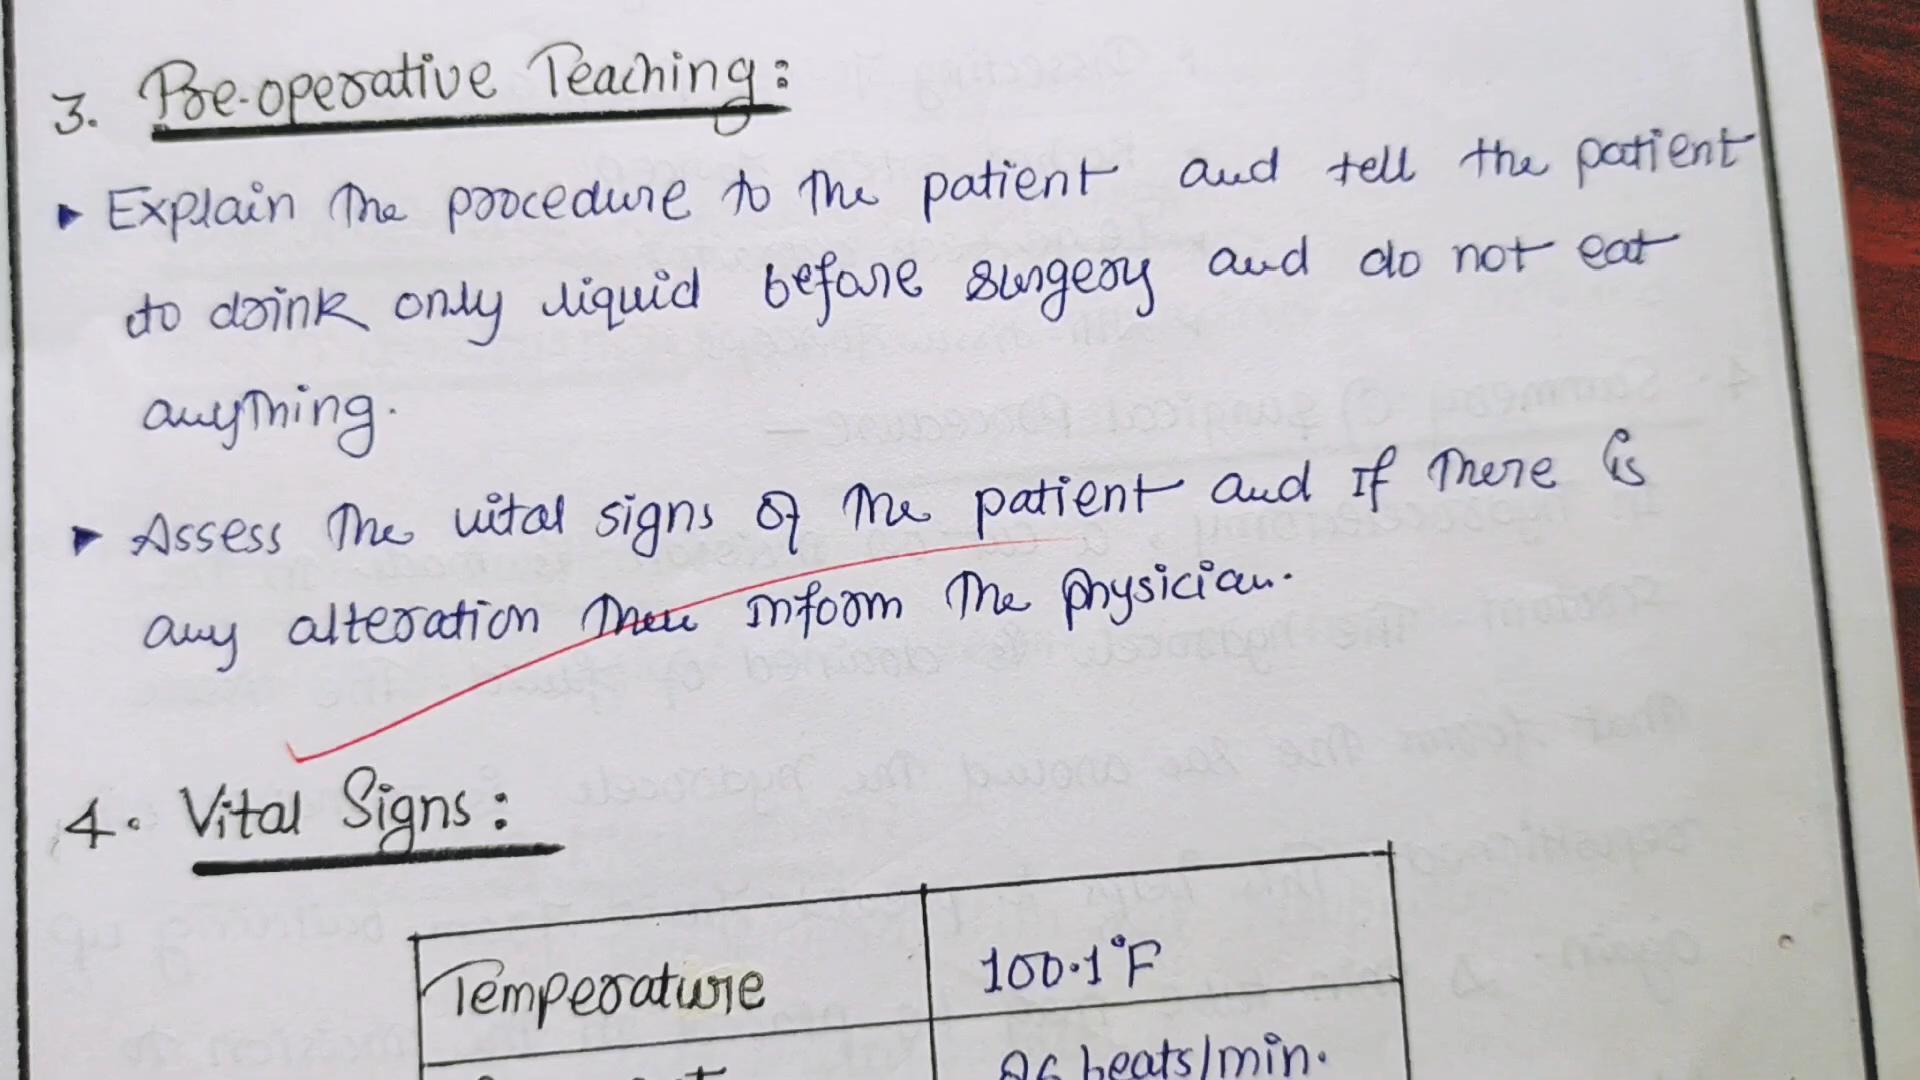 3. Pre-operative Teaching:
▸ Explain the procedure to the patient and tell the patient
to drink only liquid before surgery and do not eat
anything.
▸ Assess the vital signs of the patient and if there is
any alteration then inform the physician.
4. Vital Signs:
Temperature 100.1°F
beats/min.